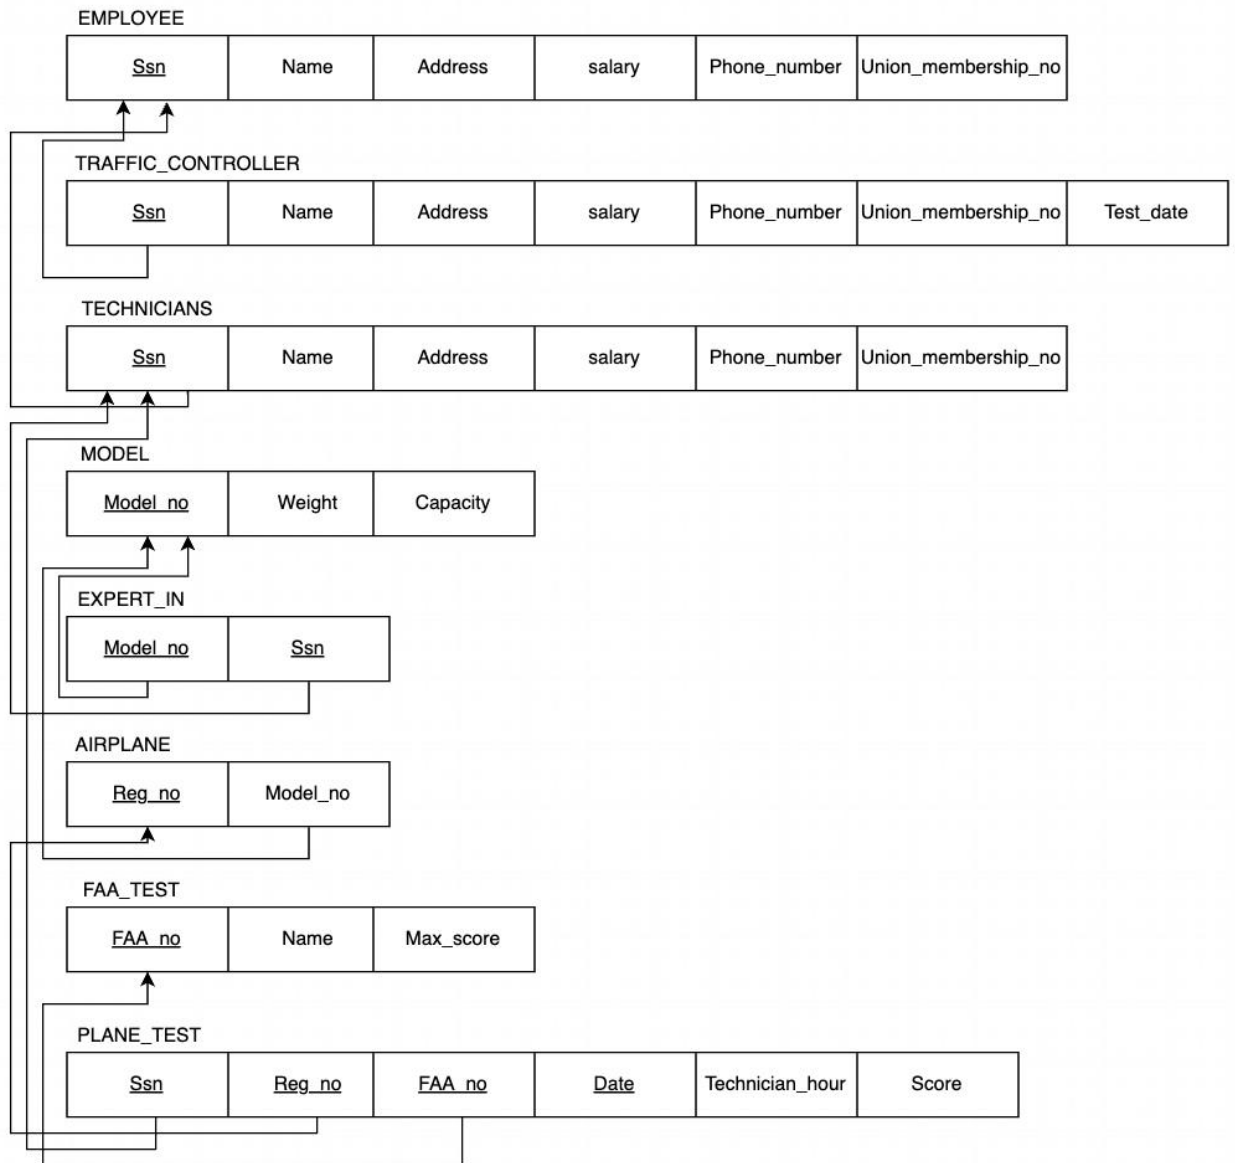 EMPLOYEE
Ssn Name Address salary Phone_number Union_membership_no
TRAFFIC_CONTROLLER
Ssn Name Address salary Phone_number Union_membership_no Test_date
TECHNICIANS
Ssn Name Address salary Phone_number Union_membership_no
MODEL
Model_no Weight Capacity
EXPERT_IN
Model_no Ssn
AIRPLANE
Reg_no Model_no
FAA_TEST
FAA_no Name Max_score
PLANE_TEST
Ssn Reg_no FAA_no Date Technician_hour Score